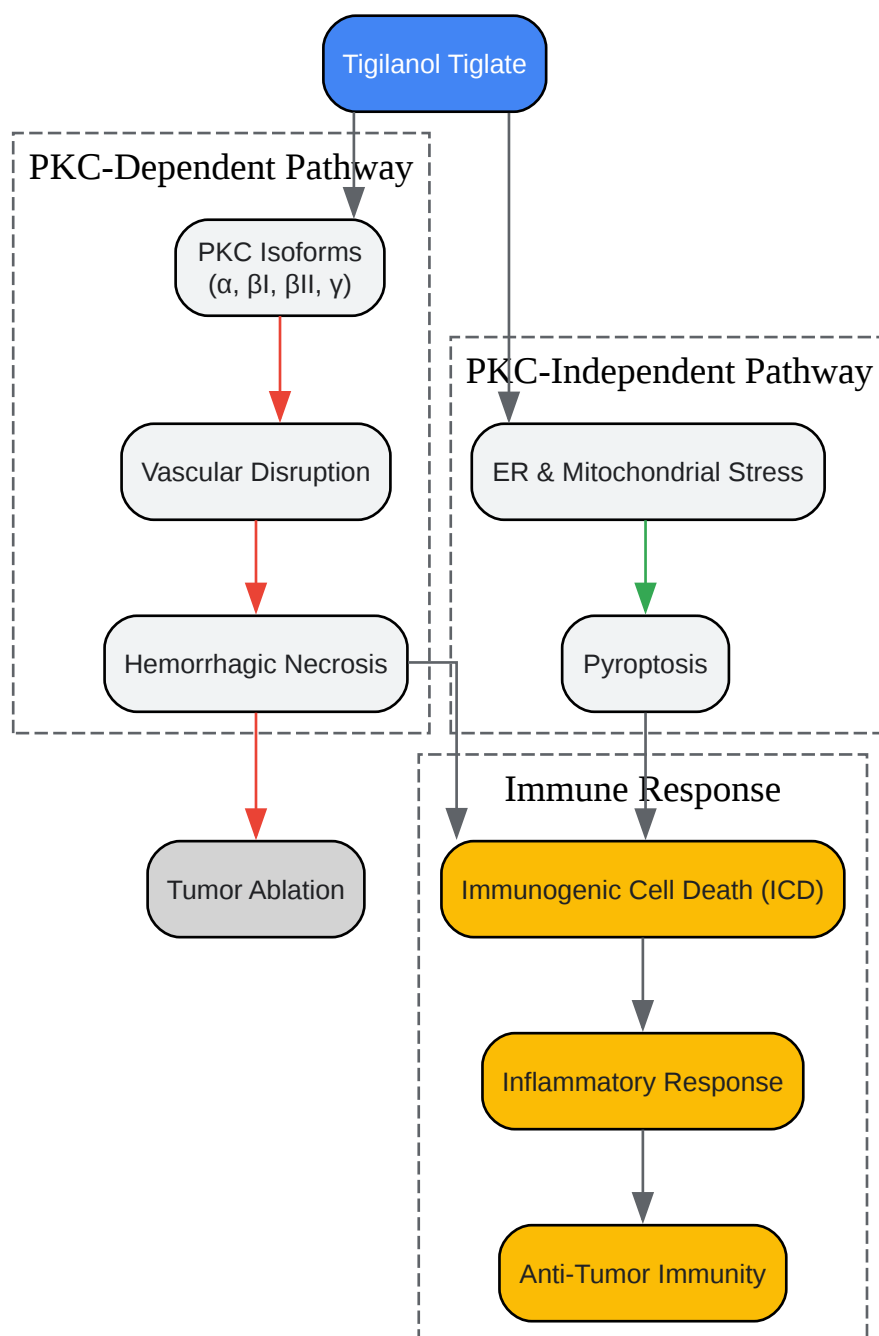 Tigilanol Tiglate
PKC-Dependent Pathway
PKC Isoforms
(α, βI, βII, γ)
PKC-Independent Pathway
Vascular Disruption
ER & Mitochondrial Stress
Hemorrhagic Necrosis
Pyroptosis
Immune Response
Tumor Ablation
Immunogenic Cell Death (ICD)
Inflammatory Response
Anti-Tumor Immunity